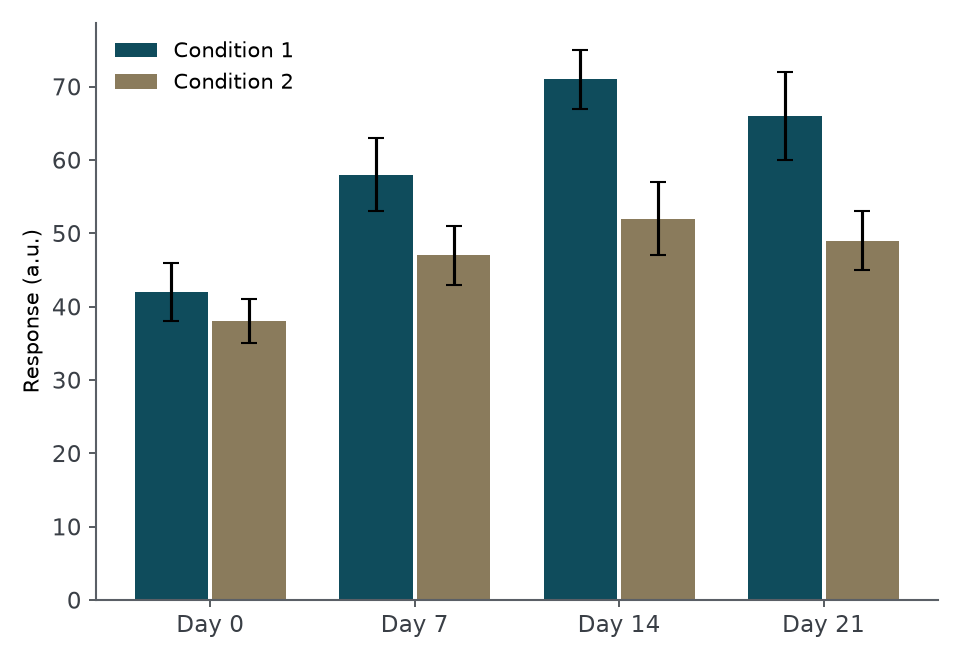 Condition 1
Condition 2
Response (a.u.)
70
60
50
40
30
20
10
0
Day 0
Day 7
Day 14
Day 21